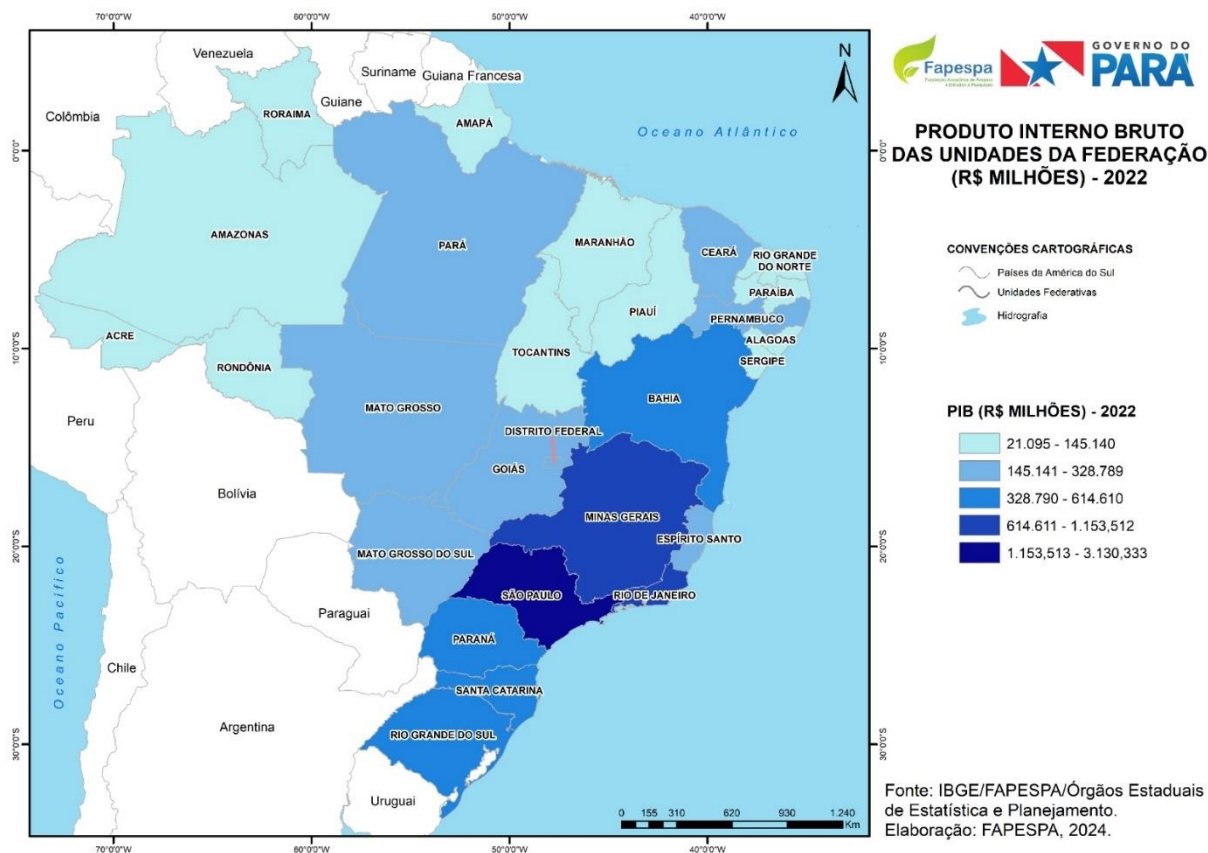 70°0'0"W 60°0'0"W 50°0'0"W 40°0'0"W
Venezuela
Suriname
Guiana Francesa
Guiane
Colômbia
RORAIMA
AMAPÁ
N
Oceano Atlântico
0°0'0"
0°0'0"
AMAZONAS
PARÁ
MARANHÃO
CEARÁ
RIO GRANDE
DO NORTE
PARAÍBA
PIAUÍ
PERNAMBUCO
ACRE
ALAGOAS
10°0'0"S
10°0'0"S
RONDÔNIA
TOCANTINS
SERGIPE
Peru
MATO GROSSO
BAHIA
DISTRITO FEDERAL
GOIÁS
Bolívia
MINAS GERAIS
20°0'0"S
20°0'0"S
MATO GROSSO DO SUL
ESPÍRITO SANTO
SÃO PAULO
RIO DE JANEIRO
Paraguai
PARANÁ
Oceano Pacífico
Chile
SANTA CATARINA
Argentina
RIO GRANDE DO SUL
30°0'0"S
30°0'0"S
Uruguai
0 155 310 620 930 1.240
Km
70°0'0"W 60°0'0"W 50°0'0"W 40°0'0"W
Fapespa
GOVERNO DO
PARÁ
PRODUTO INTERNO BRUTO
DAS UNIDADES DA FEDERAÇÃO
(R$ MILHÕES) - 2022
CONVENÇÕES CARTOGRÁFICAS
Países da América do Sul
Unidades Federativas
Hidrografia
PIB (R$ MILHÕES) - 2022
21.095 - 145.140
145.141 - 328.789
328.790 - 614.610
614.611 - 1.153,512
1.153,513 - 3.130,333
Fonte: IBGE/FAPESPA/Órgãos Estaduais
de Estatística e Planejamento.
Elaboração: FAPESPA, 2024.